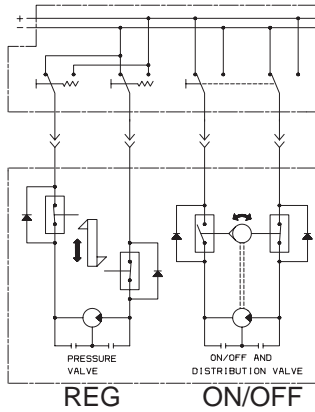 +
−
PRESSURE
VALVE
ON/OFF AND
DISTRIBUTION VALVE
REG
ON/OFF